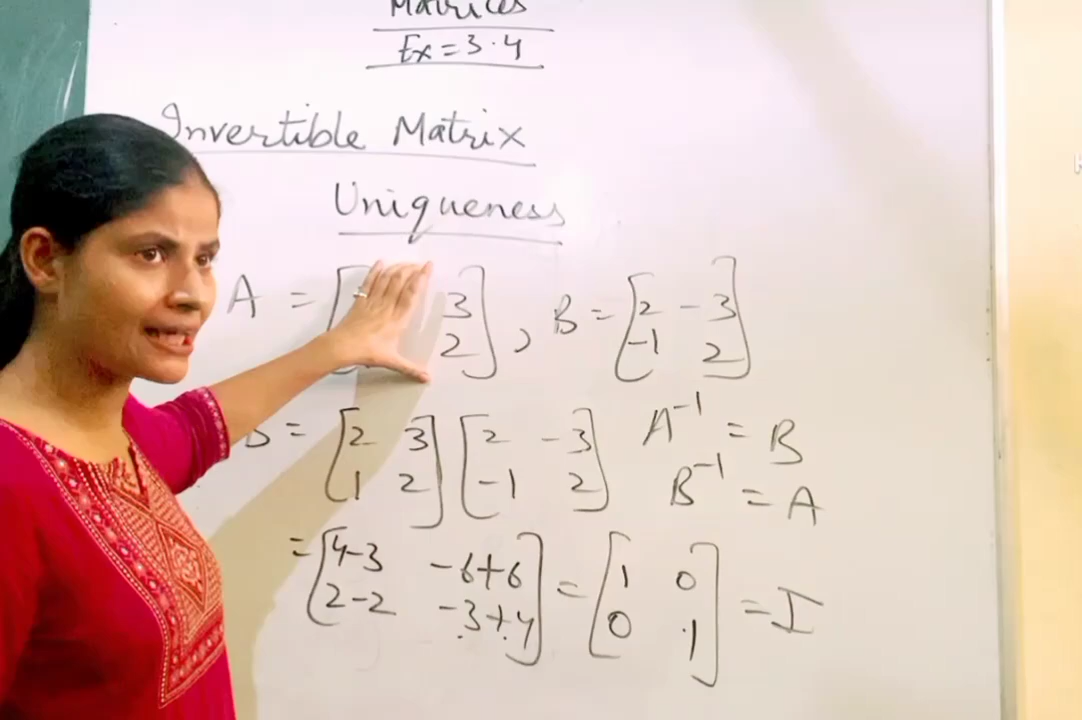 Matrices
Ex = 3.4
Invertible Matrix
Uniqueness
A = [ 3 2 ] , B = [ 2 -3 -1 2 ]
B = [ 2 3 1 2 ] [ 2 -3 -1 2 ] A⁻¹ = B
B⁻¹ = A
= [ 4-3 -6+6 2-2 -3+4 ] = [ 1 0 0 1 ] = I